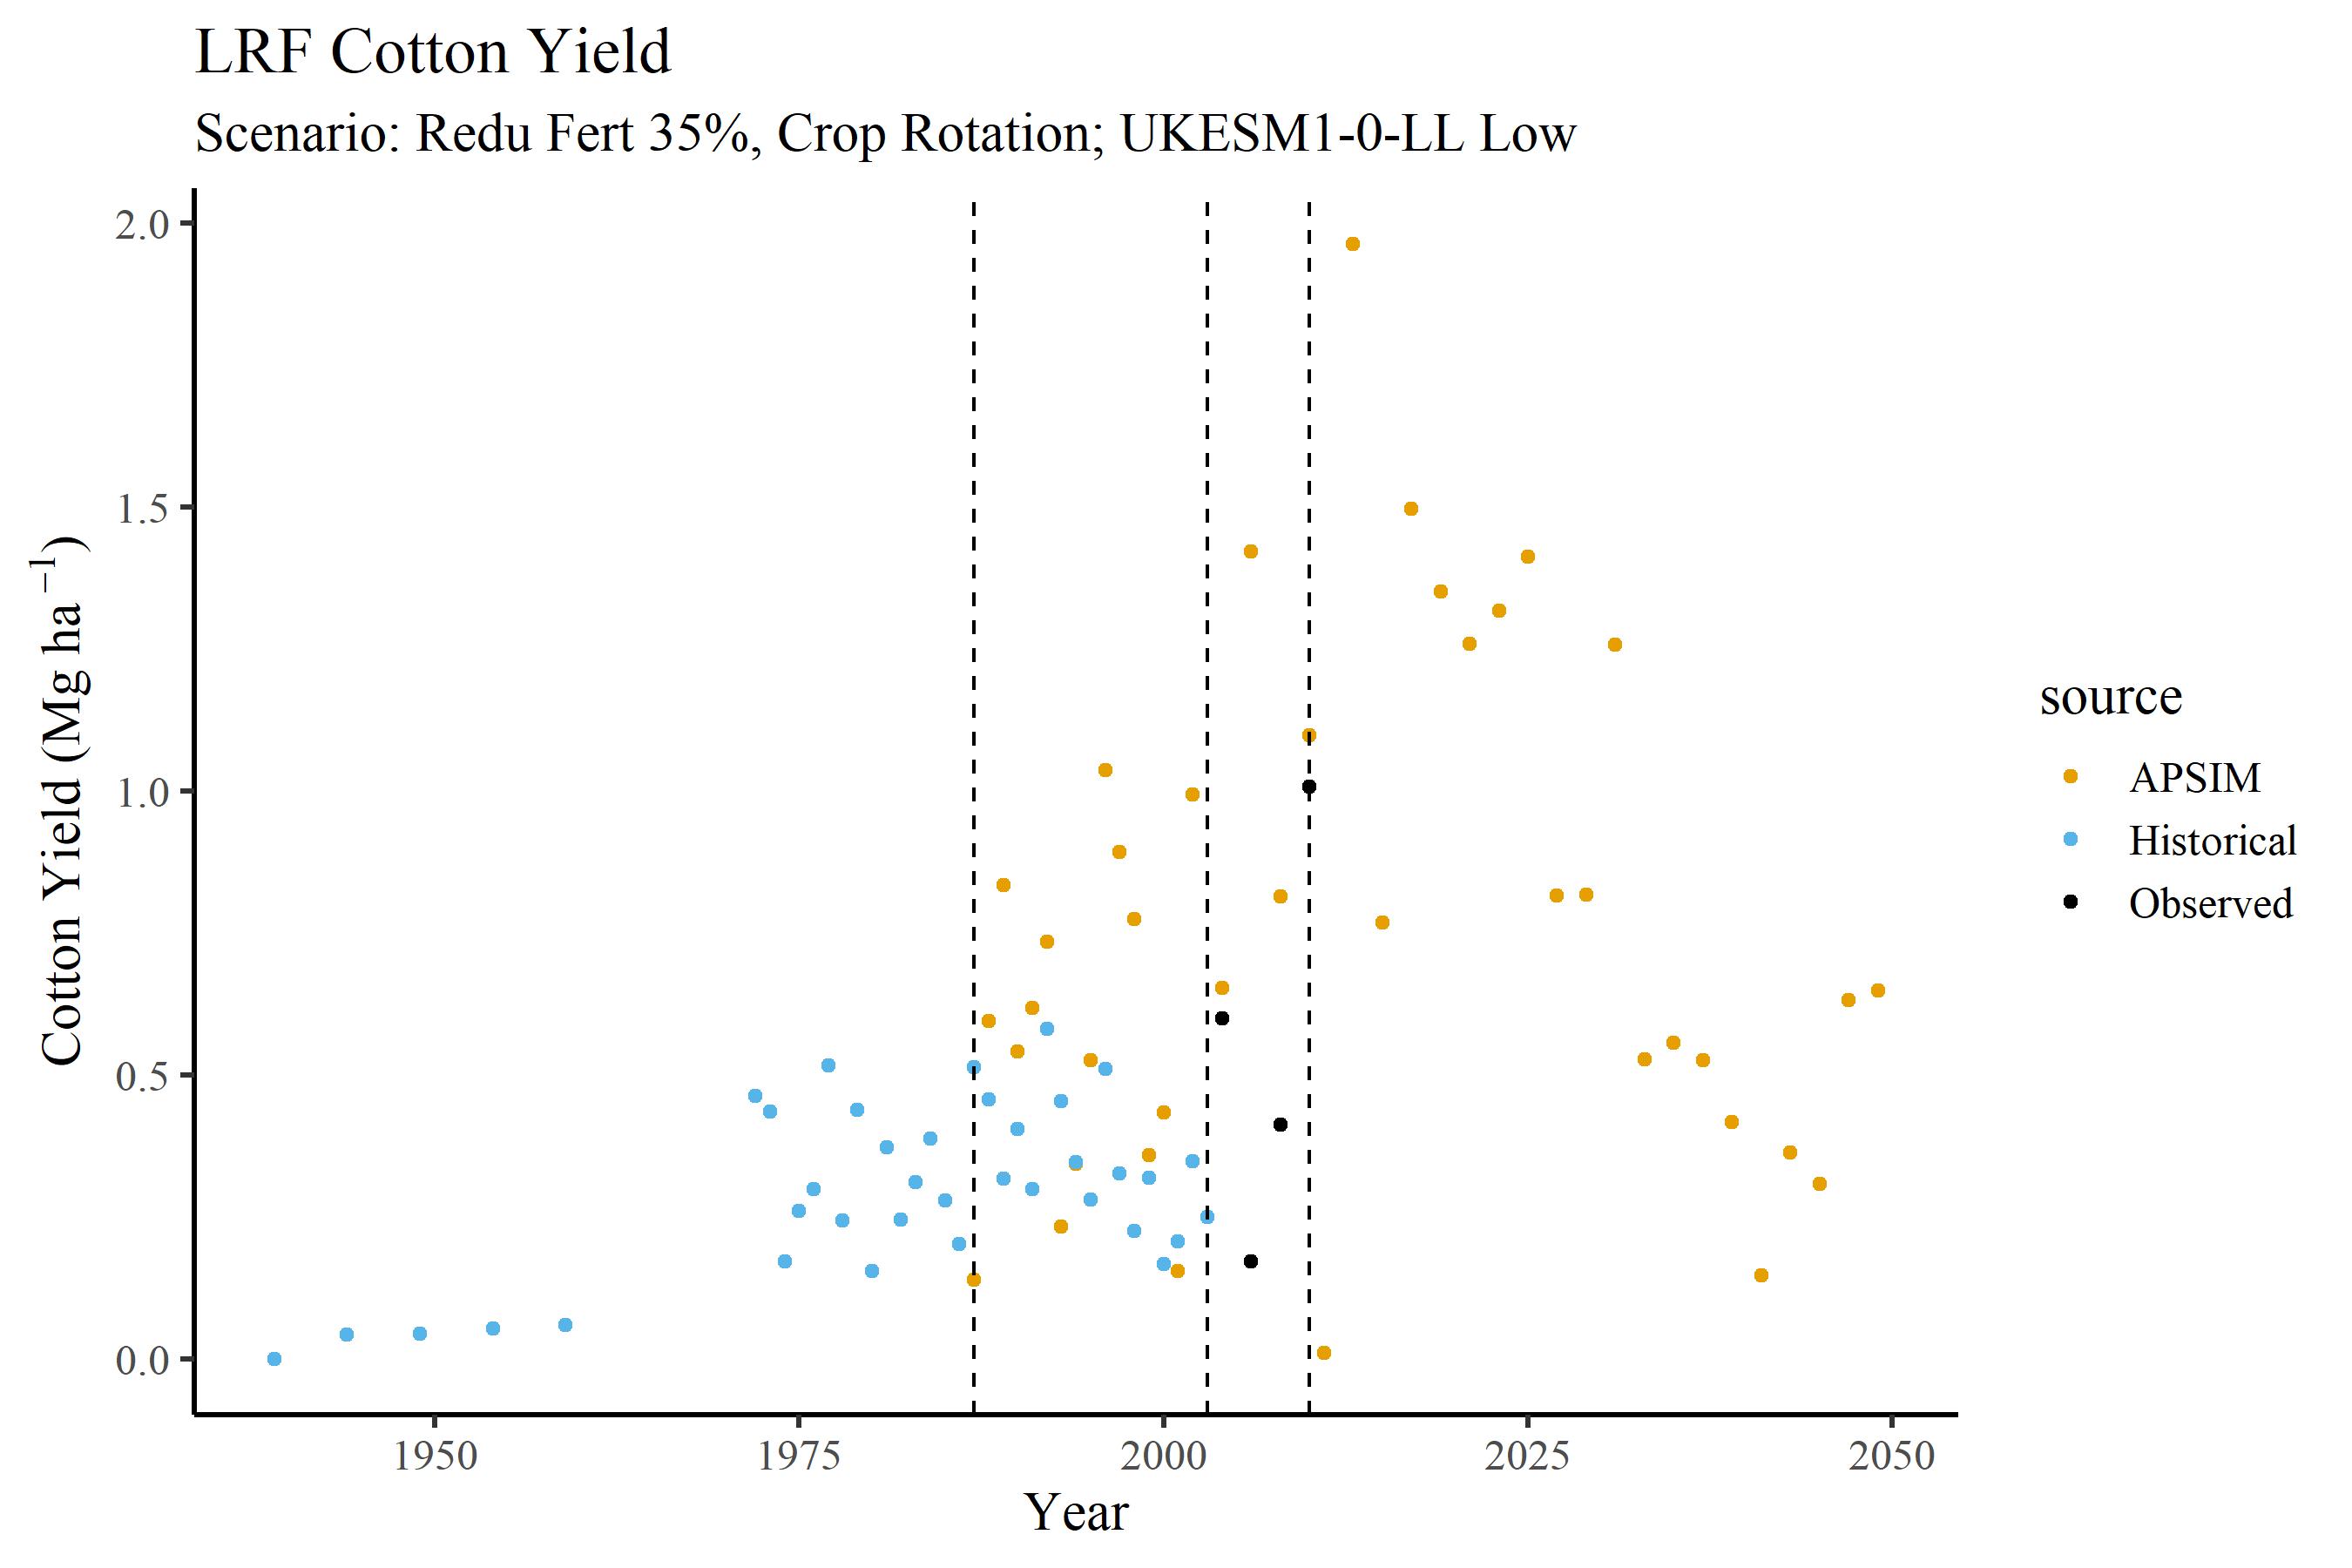 LRF Cotton Yield
Scenario: Redu Fert 35%, Crop Rotation; UKESM1-0-LL Low
Cotton Yield (Mg ha⁻¹)
2.0
1.5
1.0
0.5
0.0
1950 1975 2000 2025 2050
Year
source
APSIM
Historical
Observed